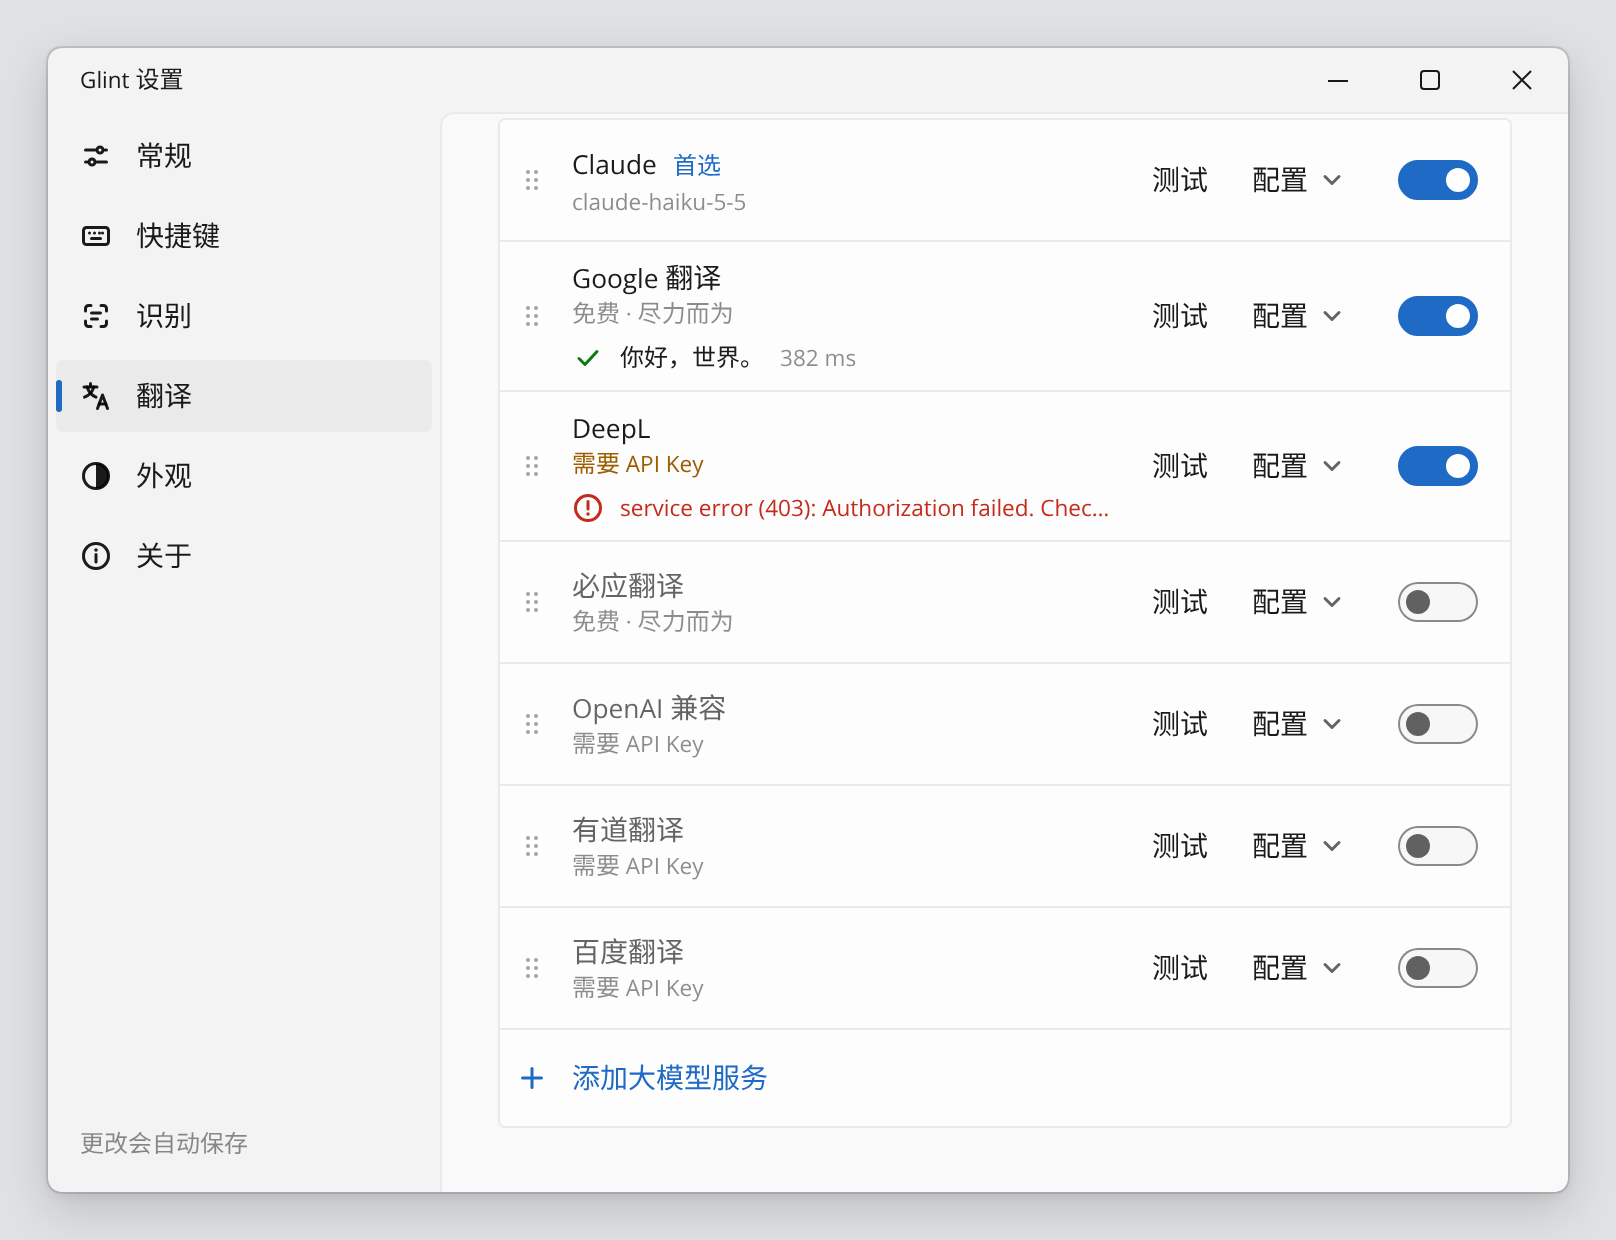 Glint 设置
常规
快捷键
识别
翻译
外观
关于
更改会自动保存
Claude 首选
claude-haiku-5-5
测试 配置
Google 翻译
免费 · 尽力而为
你好，世界。 382 ms
测试 配置
DeepL
需要 API Key
service error (403): Authorization failed. Chec...
测试 配置
必应翻译
免费 · 尽力而为
测试 配置
OpenAI 兼容
需要 API Key
测试 配置
有道翻译
需要 API Key
测试 配置
百度翻译
需要 API Key
测试 配置
添加大模型服务